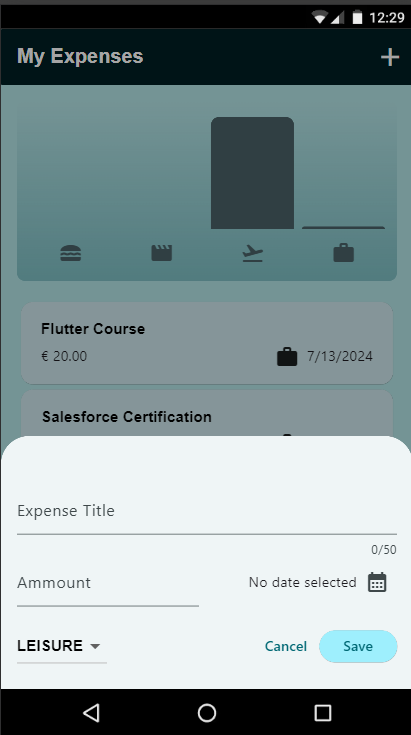 12:29
My Expenses
Flutter Course
€ 20.00 7/13/2024
Salesforce Certification
Expense Title
0/50
Ammount No date selected
LEISURE Cancel Save